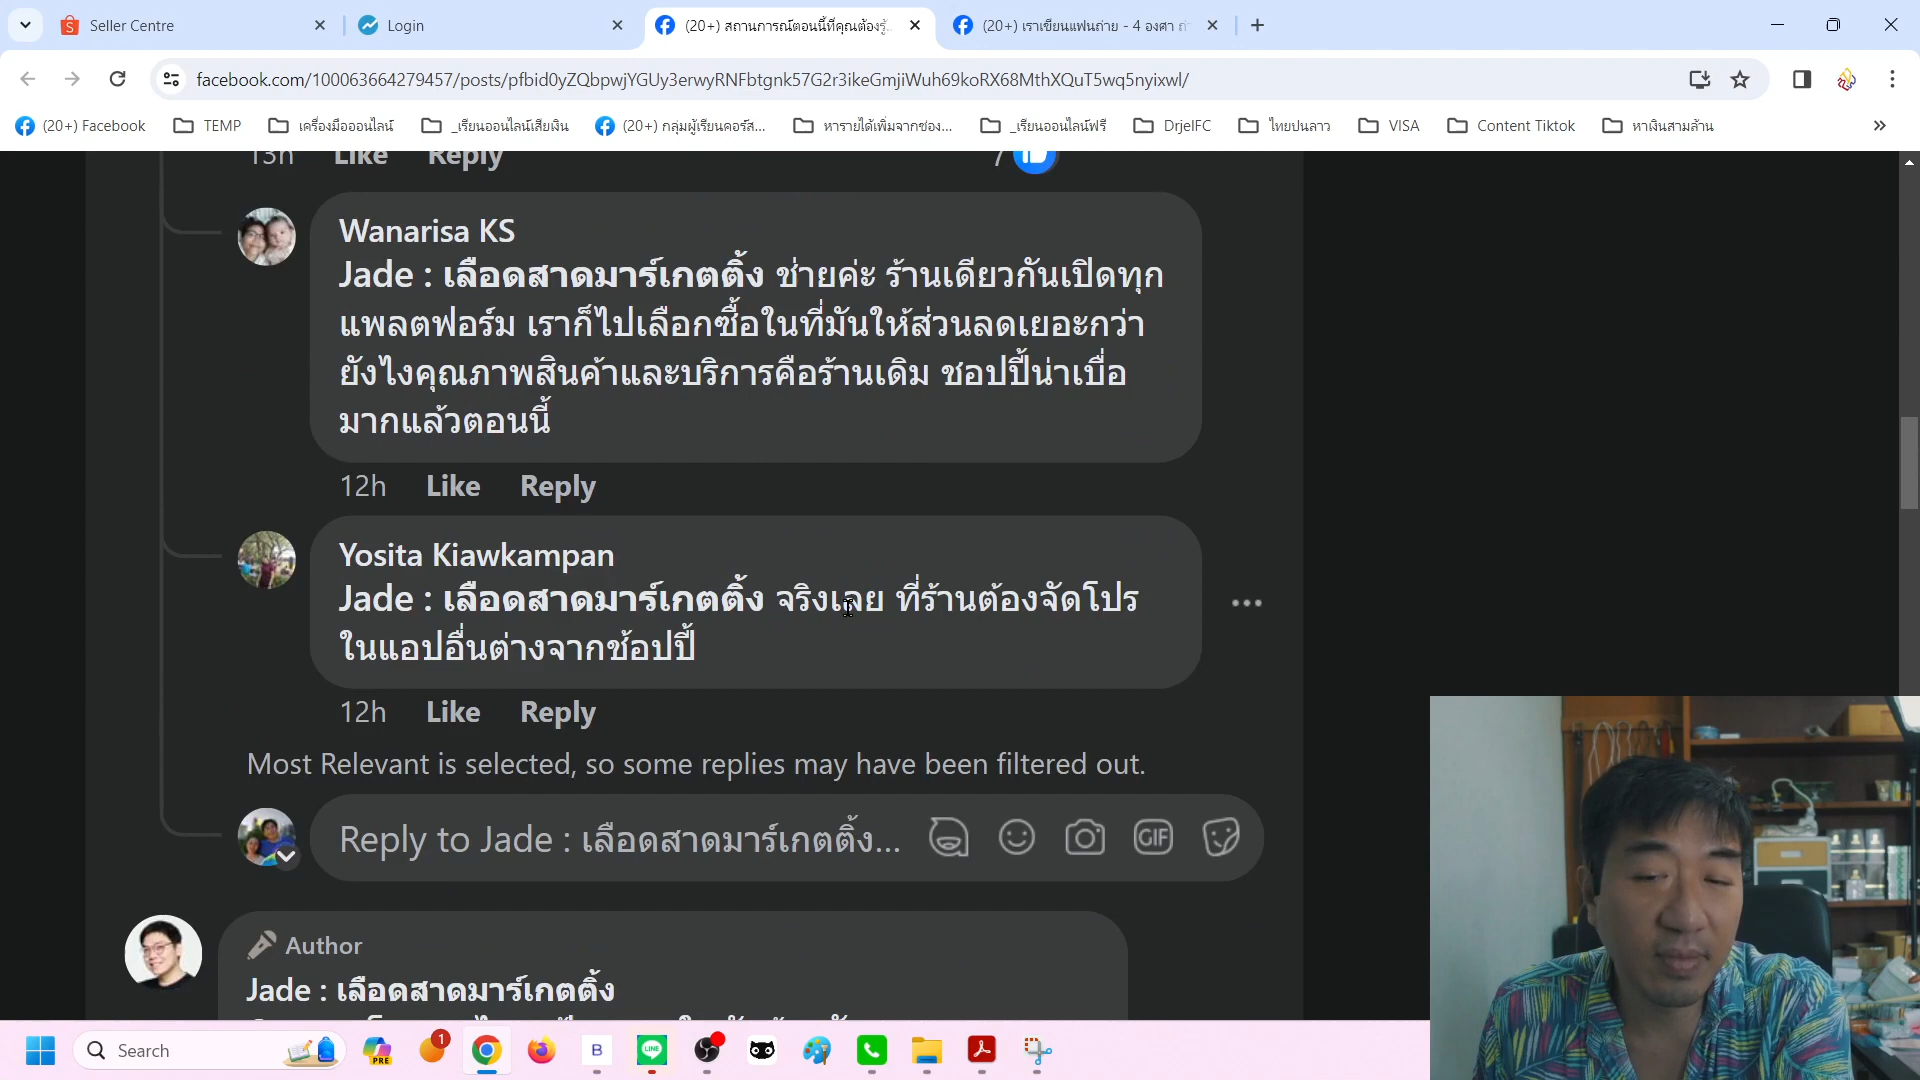 Seller Centre
Login
(20+) สถานการณ์ตอนนี้ที่คุณต้องรู้
(20+) เราเขียนแฟนถ่าย - 4 องศา
facebook.com/100063664279457/posts/pfbid0yZQbpwjYGUy3erwyRNFbtgnk57G2r3ikeGmjiWuh69koRX68MthXQuT5wq5nyixwl/
(20+) Facebook
TEMP
เครื่องมือออนไลน์
_เรียนออนไลน์เสียเงิน
(20+) กลุ่มผู้เรียนคอร์ส...
หารายได้เพิ่มจากช่อง...
_เรียนออนไลน์ฟรี
DrjelFC
ไทยปนลาว
VISA
Content Tiktok
หาเงินสามล้าน
13h Like Reply 7
Wanarisa KS
Jade : เลือดสาดมาร์เกตติ้ง ช่ายค่ะ ร้านเดียวกันเปิดทุก
แพลตฟอร์ม เราก็ไปเลือกซื้อในที่มันให้ส่วนลดเยอะกว่า
ยังไงคุณภาพสินค้าและบริการคือร้านเดิม ชอปปี้น่าเบื่อ
มากแล้วตอนนี้
12h Like Reply
Yosita Kiawkampan
Jade : เลือดสาดมาร์เกตติ้ง จริงเลย ที่ร้านต้องจัดโปร
ในแอปอื่นต่างจากช้อปปี้
12h Like Reply
Most Relevant is selected, so some replies may have been filtered out.
Reply to Jade : เลือดสาดมาร์เกตติ้ง...
GIF
Author
Jade : เลือดสาดมาร์เกตติ้ง
Search
PRE
1
B
LINE